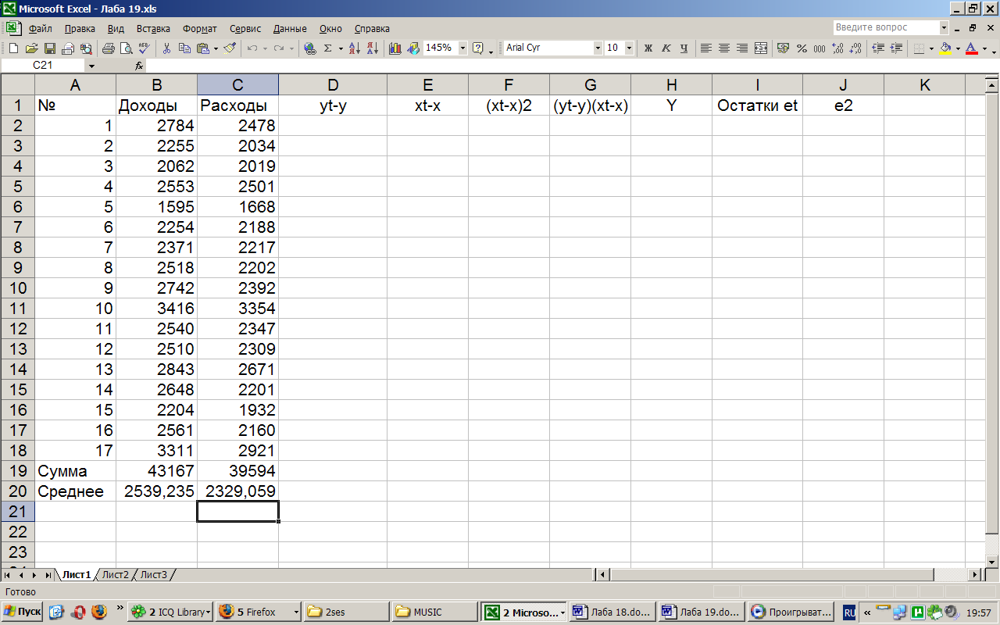 Microsoft Excel - Лаба 19.xls
Файл Правка Вид Вставка Формат Сервис Данные Окно Справка Введите вопрос
145% Arial Cyr 10 Ж К Ч % 000
C21 fx
A B C D E F G H I J K
1 № Доходы Расходы yt-y xt-x (xt-x)2 (yt-y)(xt-x) Y Остатки et e2
2 1 2784 2478
3 2 2255 2034
4 3 2062 2019
5 4 2553 2501
6 5 1595 1668
7 6 2254 2188
8 7 2371 2217
9 8 2518 2202
10 9 2742 2392
11 10 3416 3354
12 11 2540 2347
13 12 2510 2309
14 13 2843 2671
15 14 2648 2201
16 15 2204 1932
17 16 2561 2160
18 17 3311 2921
19 Сумма 43167 39594
20 Среднее 2539,235 2329,059
21
22
23
Лист1 Лист2 Лист3
Готово
Пуск » 2 ICQ Library 5 Firefox 2ses MUSIC 2 Microso... Лаба 18.do... Лаба 19.do... Проигрыват... RU « 19:57